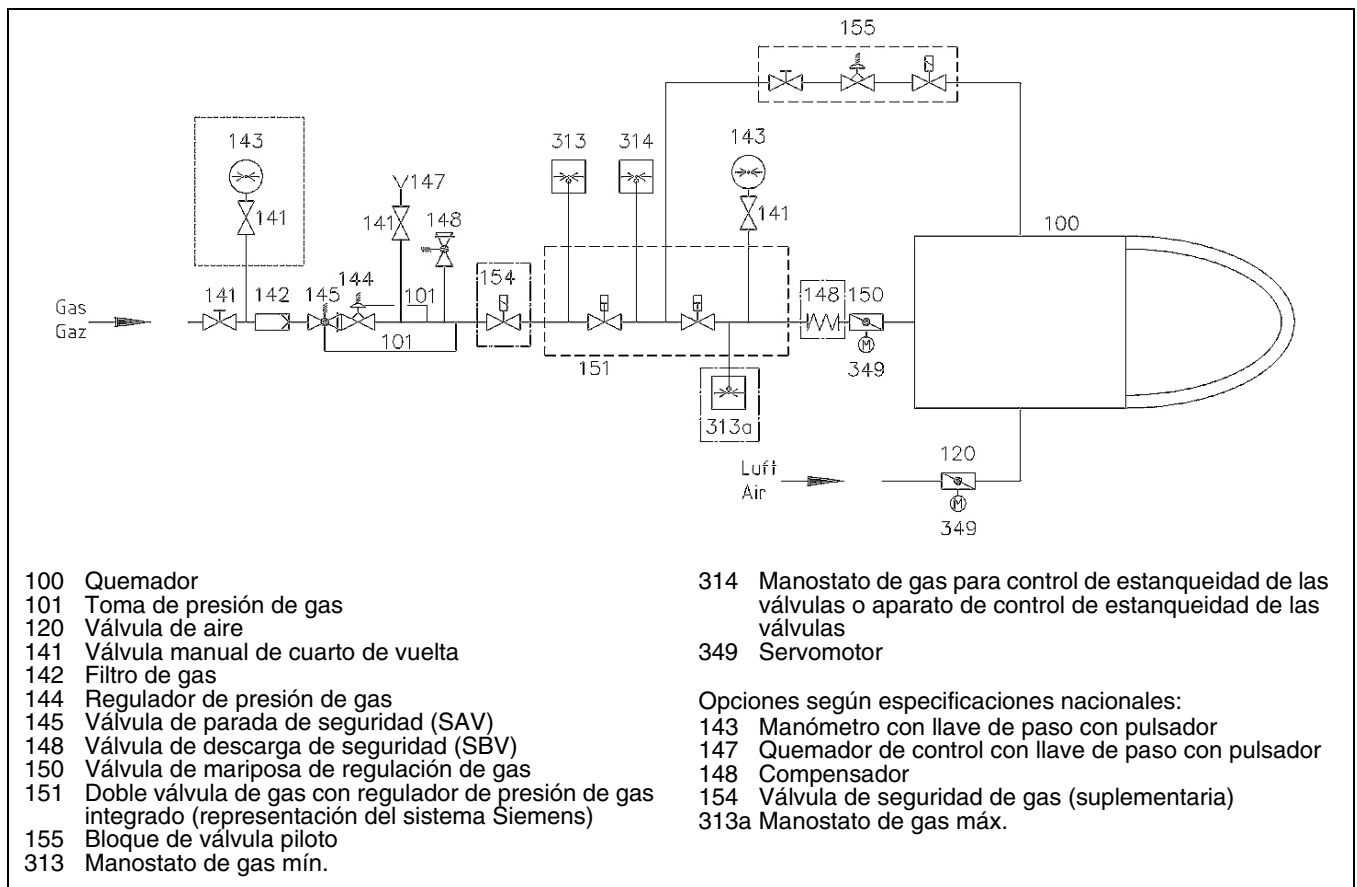 155
143
313
314
143
147
141
141
148
141
100
154
144
141
142
145
101
148
150
Gas
Gaz
101
151
349
313a
Luft
Air
120
349
100 Quemador
101 Toma de presión de gas
120 Válvula de aire
141 Válvula manual de cuarto de vuelta
142 Filtro de gas
144 Regulador de presión de gas
145 Válvula de parada de seguridad (SAV)
148 Válvula de descarga de seguridad (SBV)
150 Válvula de mariposa de regulación de gas
151 Doble válvula de gas con regulador de presión de gas
integrado (representación del sistema Siemens)
155 Bloque de válvula piloto
313 Manostato de gas mín.
314 Manostato de gas para control de estanqueidad de las
válvulas o aparato de control de estanqueidad de las
válvulas
349 Servomotor
Opciones según especificaciones nacionales:
143 Manómetro con llave de paso con pulsador
147 Quemador de control con llave de paso con pulsador
148 Compensador
154 Válvula de seguridad de gas (suplementaria)
313a Manostato de gas máx.
M
M